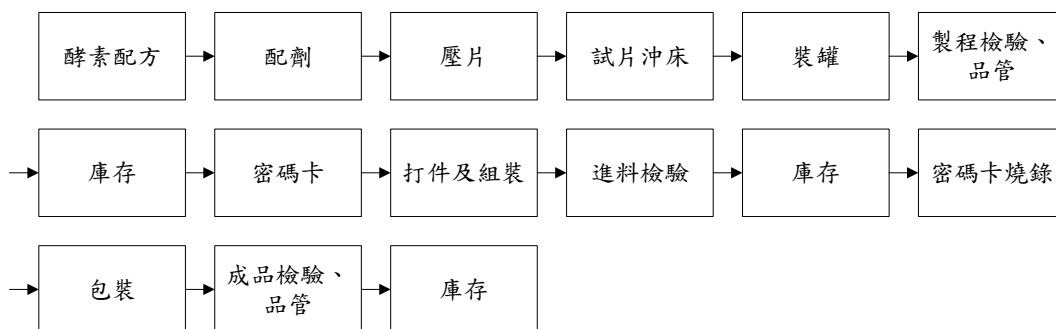 酵素配方
配劑
壓片
試片沖床
裝罐
製程檢驗、
品管
庫存
密碼卡
打件及組裝
進料檢驗
庫存
密碼卡燒錄
包裝
成品檢驗、
品管
庫存